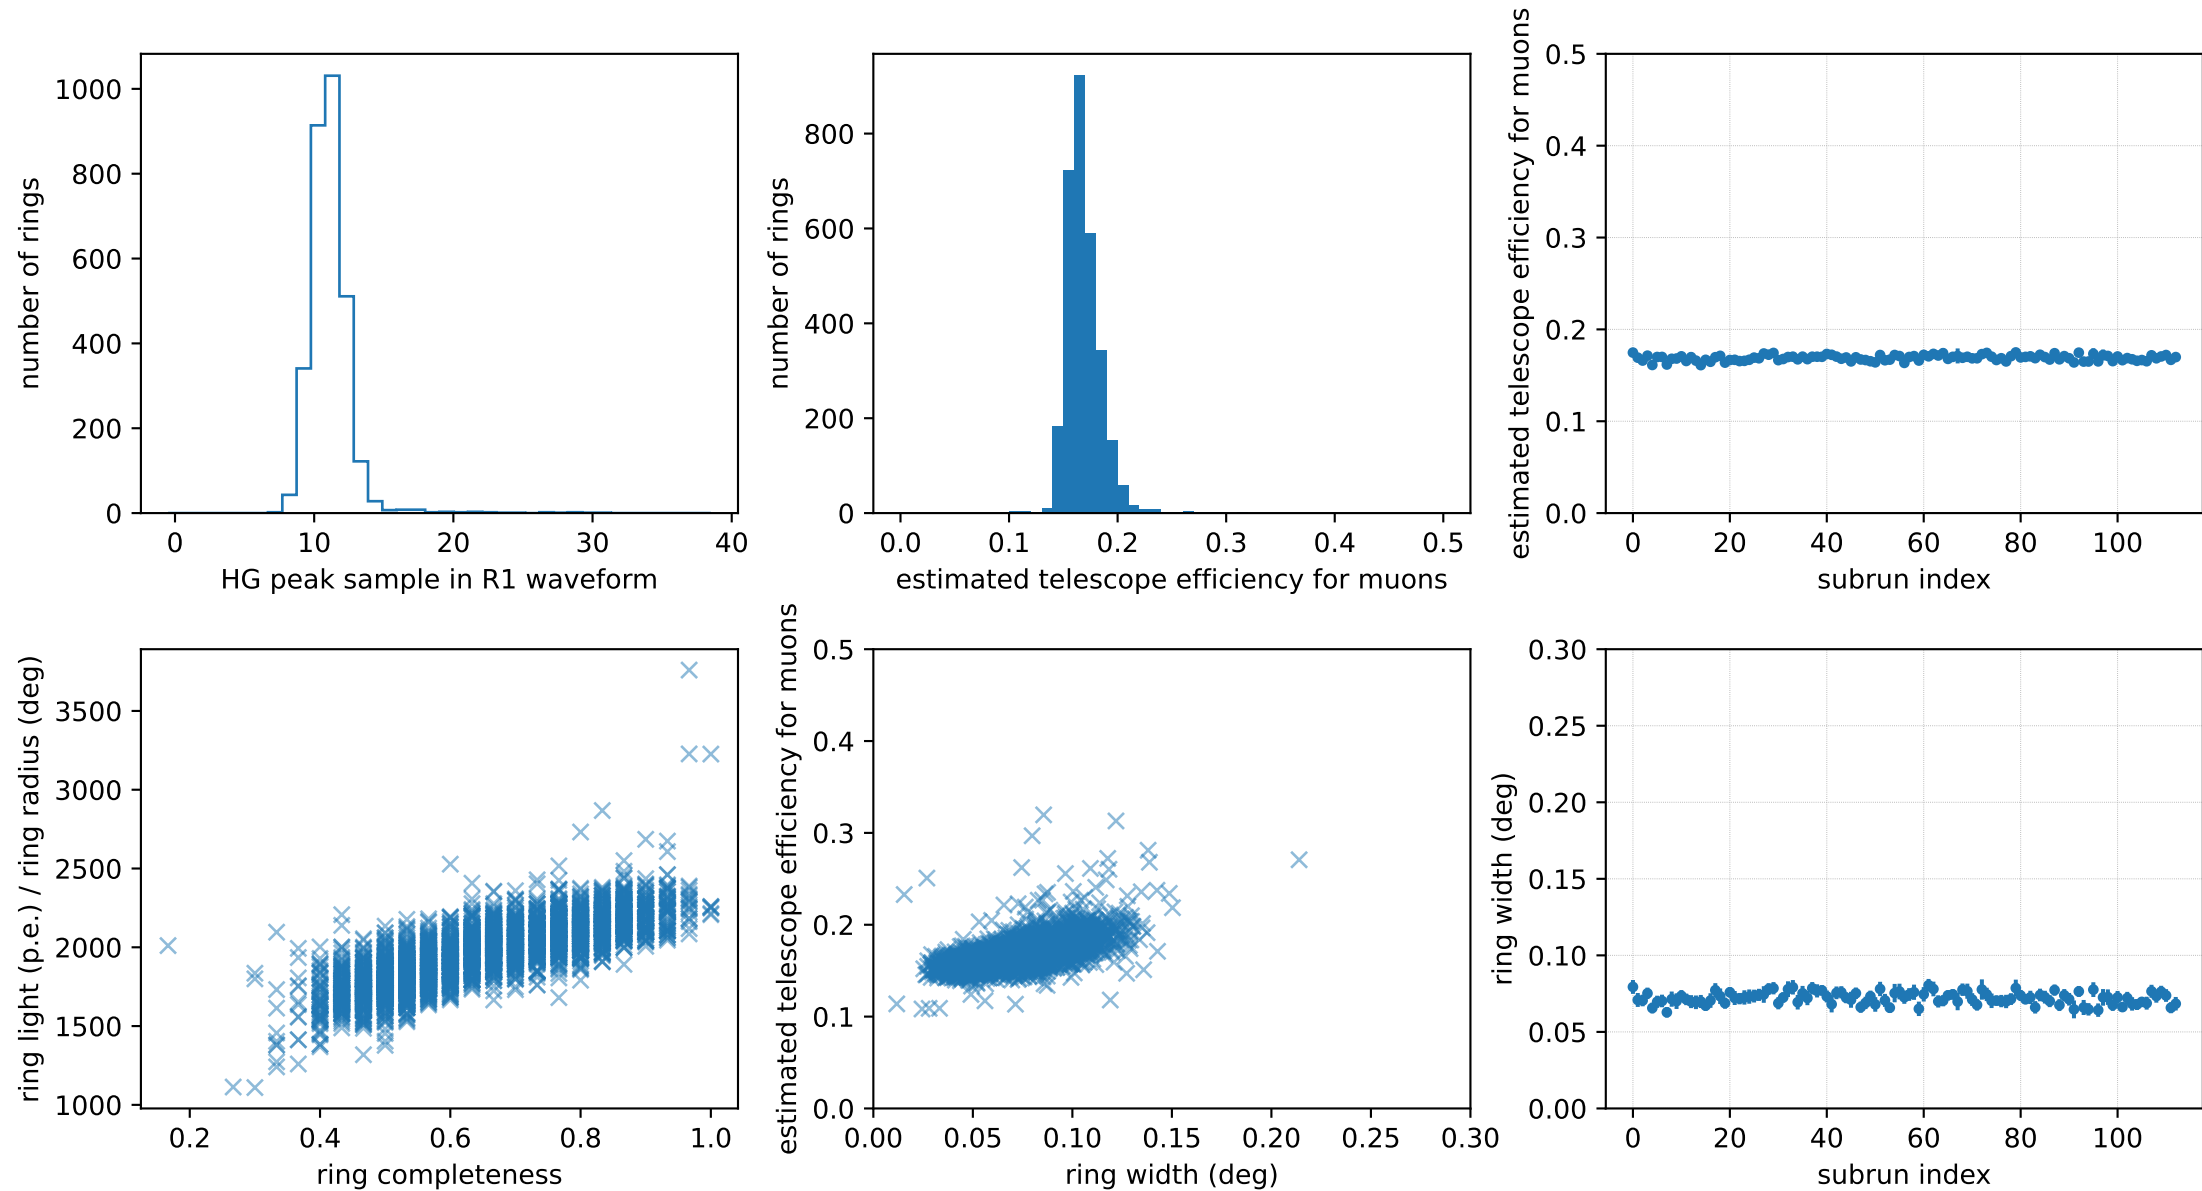 number of rings
1000
800
600
400
200
0
0 10 20 30 40
HG peak sample in R1 waveform
number of rings
800
600
400
200
0
0.0 0.1 0.2 0.3 0.4 0.5
estimated telescope efficiency for muons
estimated telescope efficiency for muons
0.5
0.4
0.3
0.2
0.1
0.0
0 20 40 60 80 100
subrun index
ring light (p.e.) / ring radius (deg)
3500
3000
2500
2000
1500
1000
0.2 0.4 0.6 0.8 1.0
ring completeness
estimated telescope efficiency for muons
0.5
0.4
0.3
0.2
0.1
0.0
0.00 0.05 0.10 0.15 0.20 0.25 0.30
ring width (deg)
ring width (deg)
0.30
0.25
0.20
0.15
0.10
0.05
0.00
0 20 40 60 80 100
subrun index